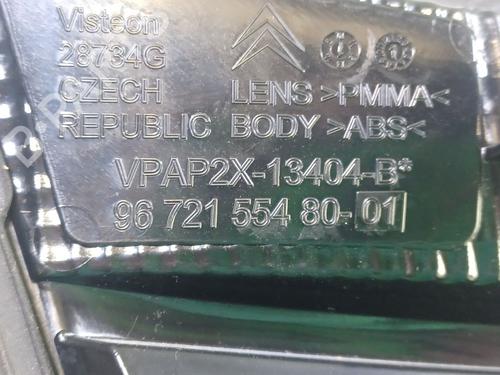 Visteon
28734G
CZECH LENS >PMMA<
REPUBLIC BODY >ABS<
VPAP2X-13404-B*
96 721 554 80-01